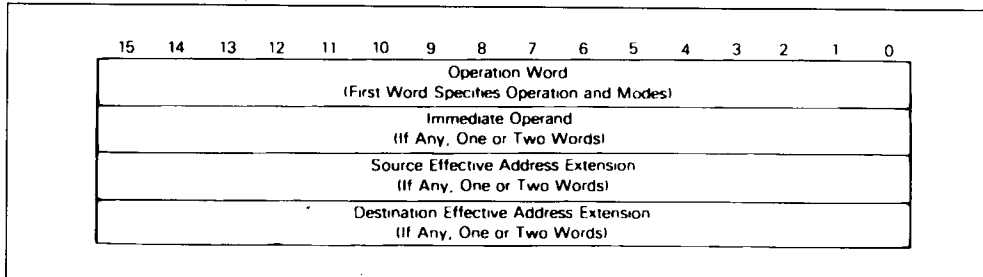 15 14 13 12 11 10 9 8 7 6 5 4 3 2 1 0
Operation Word
(First Word Specifies Operation and Modes)
Immediate Operand
(If Any, One or Two Words)
Source Effective Address Extension
(If Any, One or Two Words)
Destination Effective Address Extension
(If Any, One or Two Words)